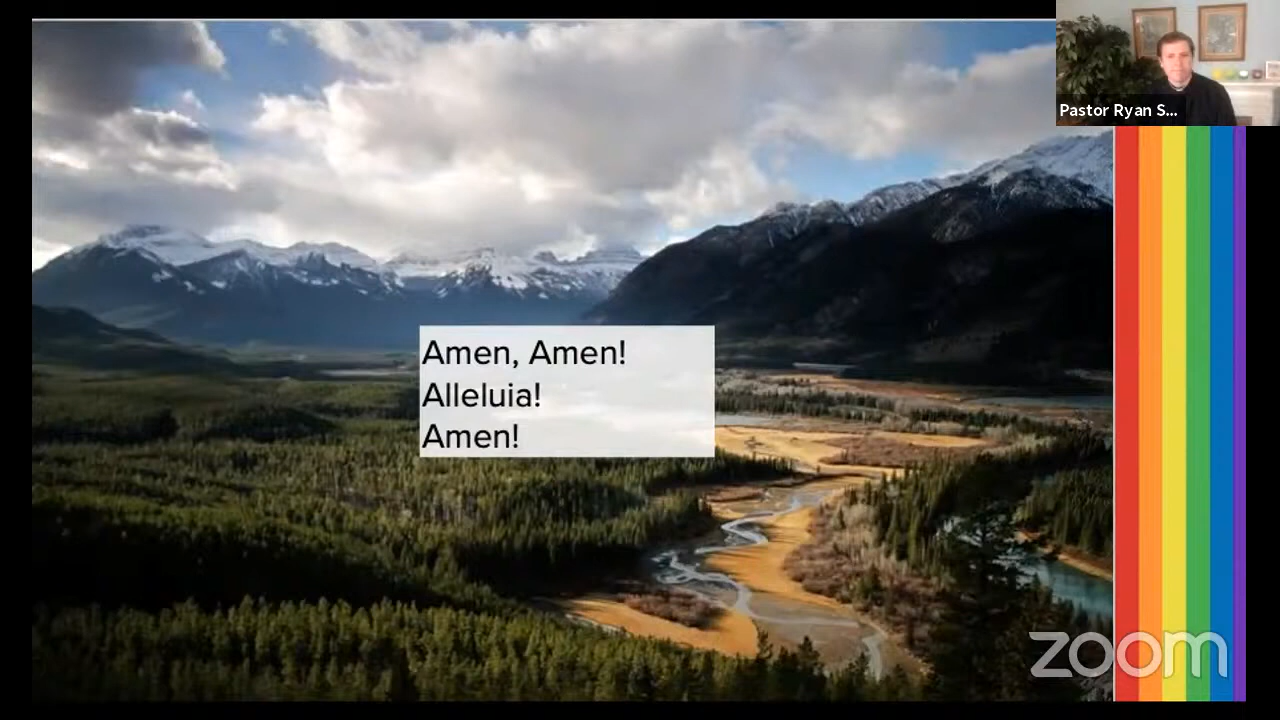 Pastor Ryan S...
Amen, Amen!
Alleluia!
Amen!
zoom